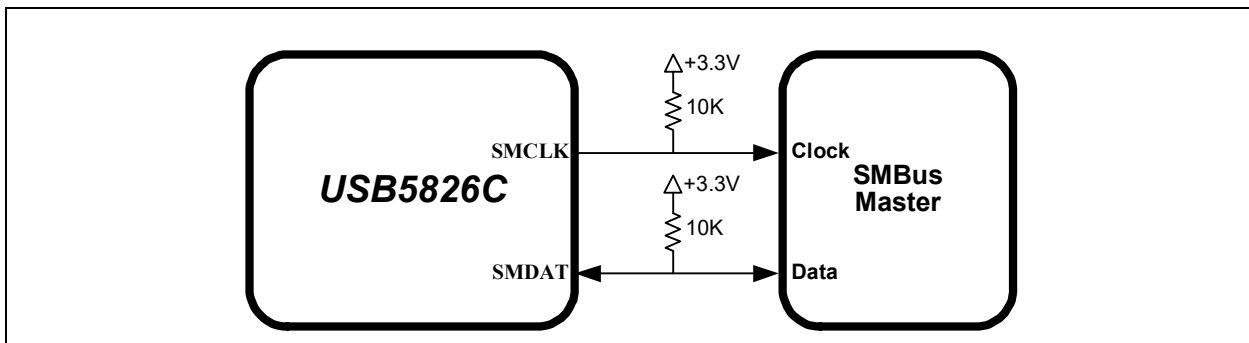 +3.3V
10K
SMCLK
Clock
USB5826C
SMBus
Master
+3.3V
10K
SMDAT
Data